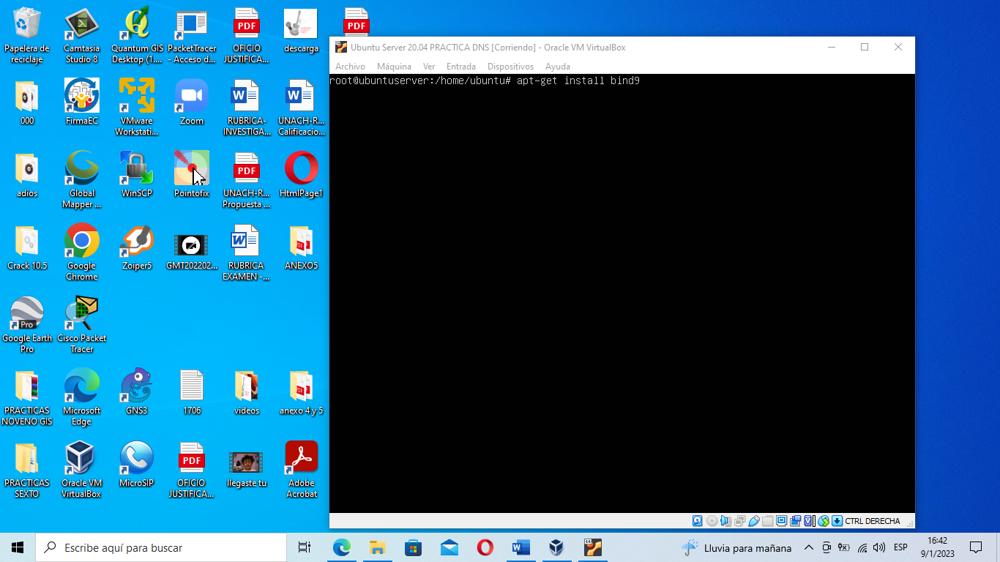 Papelera de
reciclaje
Camtasia
Studio 8
Quantum GIS
Desktop (1....
PacketTracer
- Acceso d...
PDF
OFICIO
JUSTIFICA...
descarga
PDF
000
FirmaEC
VMware
Workstati...
Zoom
RUBRICA-
INVESTIGA...
UNACH-R...
Calificacio...
adios
Global
Mapper ...
WinSCP
Pointofix
PDF
UNACH-R...
Propuesta ...
HtmlPage1
Crack 10.5
Google
Chrome
Zoiper5
GMT202202...
RUBRICA
EXAMEN -...
ANEXO5
Pro
Google Earth
Pro
Cisco Packet
Tracer
PRACTICAS
NOVENO GIS
Microsoft
Edge
GNS3
1706
videos
anexo 4 y 5
PRACTICAS
SEXTO
Oracle VM
VirtualBox
MicroSIP
PDF
OFICIO
JUSTIFICA...
llegaste tu
Adobe
Acrobat
Ubuntu Server 20.04 PRACTICA DNS [Corriendo] - Oracle VM VirtualBox
Archivo Máquina Ver Entrada Dispositivos Ayuda
root@ubuntuserver:/home/ubuntu# apt-get install bind9
CTRL DERECHA
Escribe aquí para buscar
Lluvia para mañana
ESP
16:42
9/1/2023